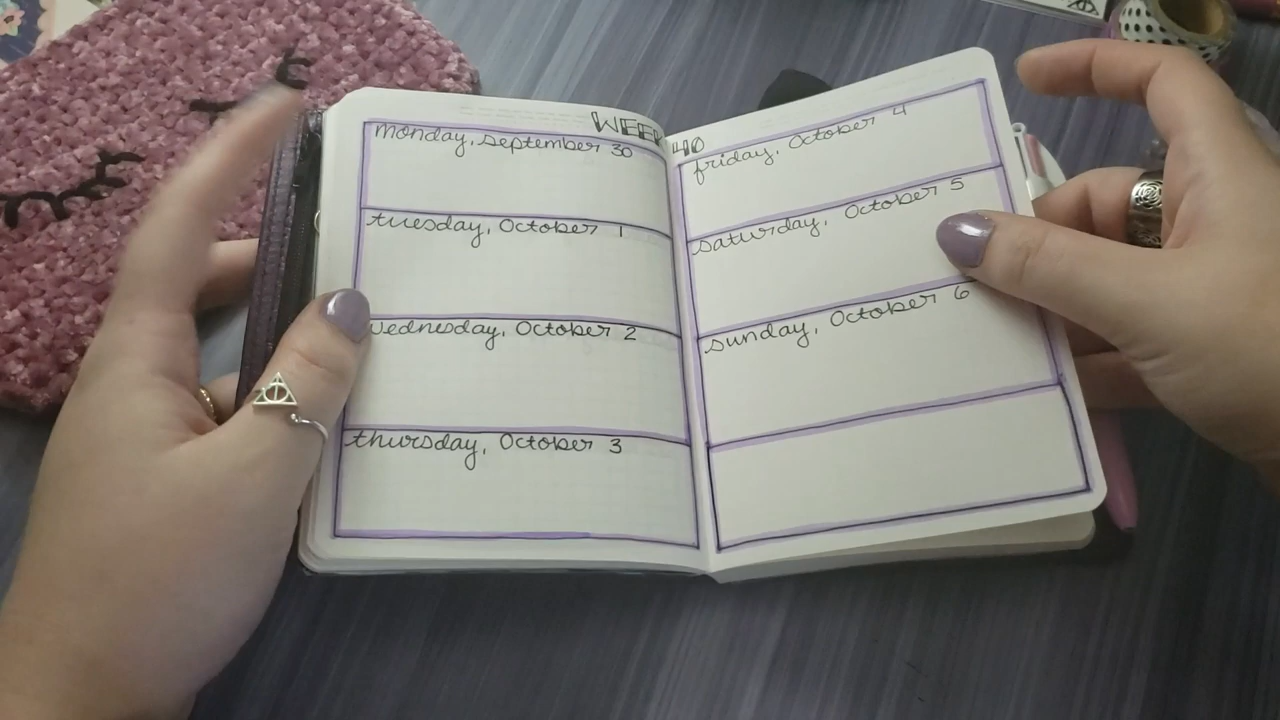 WEEK 40
monday, september 30
tuesday, October 1
wednesday, October 2
thursday, October 3
friday, October 4
saturday, October 5
sunday, October 6